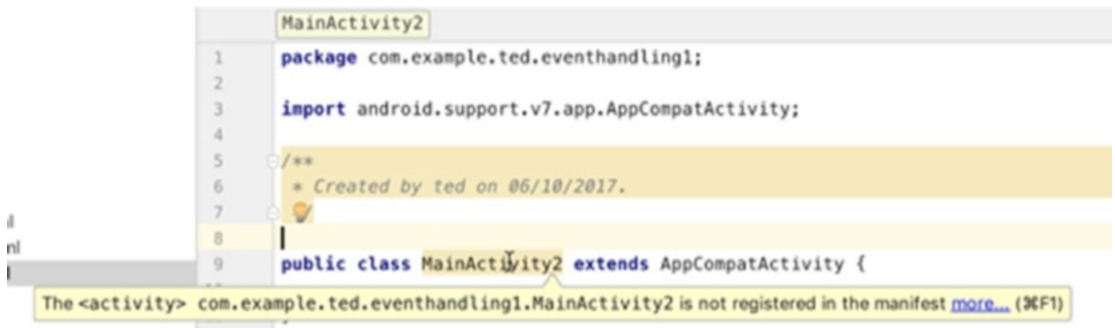 MainActivity2
1 package com.example.ted.eventhandling1;
2
3 import android.support.v7.app.AppCompatActivity;
4
5 /**
6 * Created by ted on 06/10/2017.
7
8
9 public class MainActivity2 extends AppCompatActivity {
The <activity> com.example.ted.eventhandling1.MainActivity2 is not registered in the manifest more... (⌘F1)